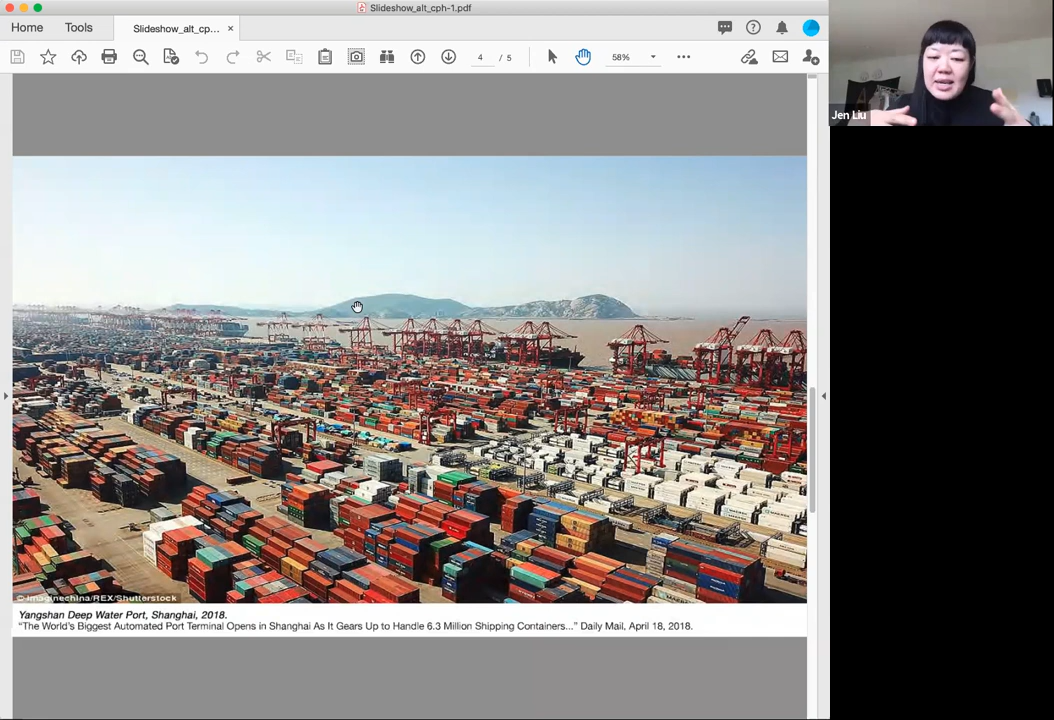 Slideshow_alt_cph-1.pdf
Home Tools Slideshow_alt_cp... ×
4 / 5 58%
Jen Liu
© Imaginechina/REX/Shutterstock
Yangshan Deep Water Port, Shanghai, 2018.
“The World's Biggest Automated Port Terminal Opens in Shanghai As It Gears Up to Handle 6.3 Million Shipping Containers...” Daily Mail, April 18, 2018.